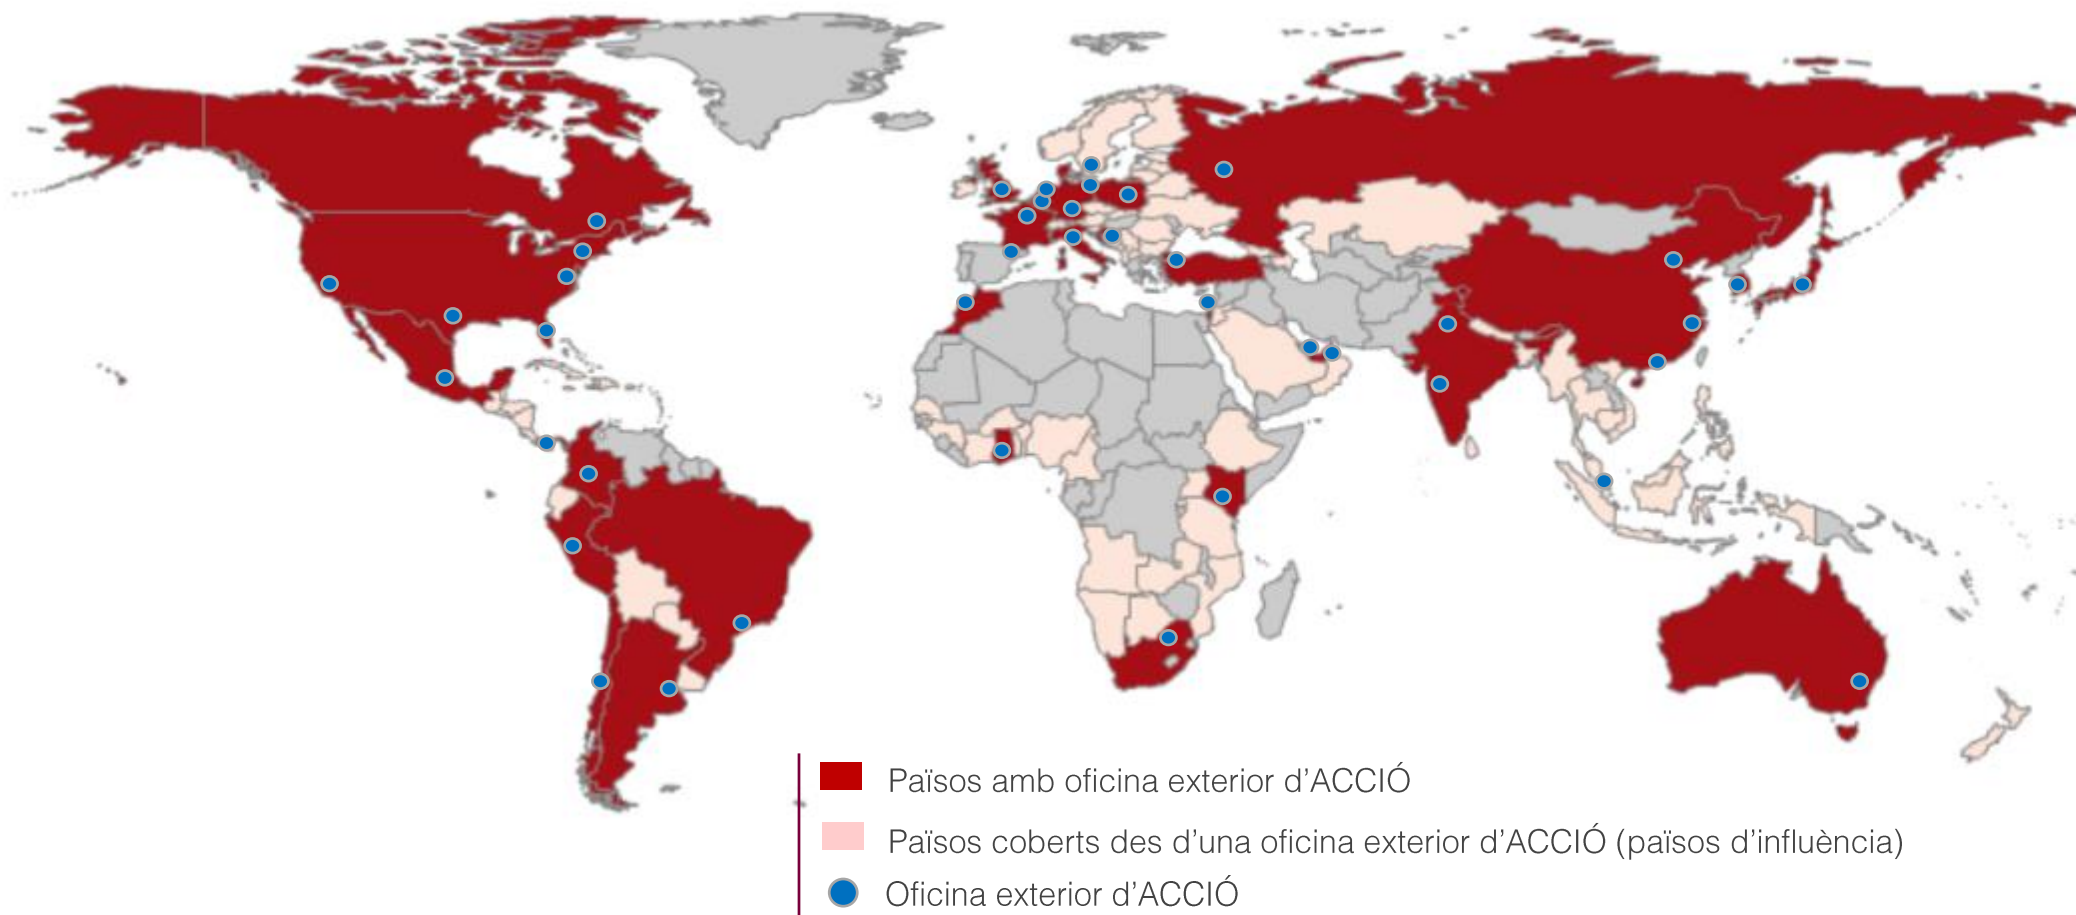 Països amb oficina exterior d’ACCIÓ
Països coberts des d’una oficina exterior d’ACCIÓ (països d’influència)
Oficina exterior d’ACCIÓ